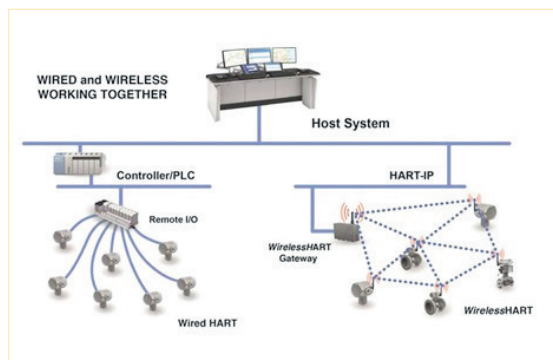 WIRED and WIRELESS
WORKING TOGETHER
Host System
Controller/PLC
HART-IP
Remote I/O
WirelessHART
Gateway
Wired HART
WirelessHART